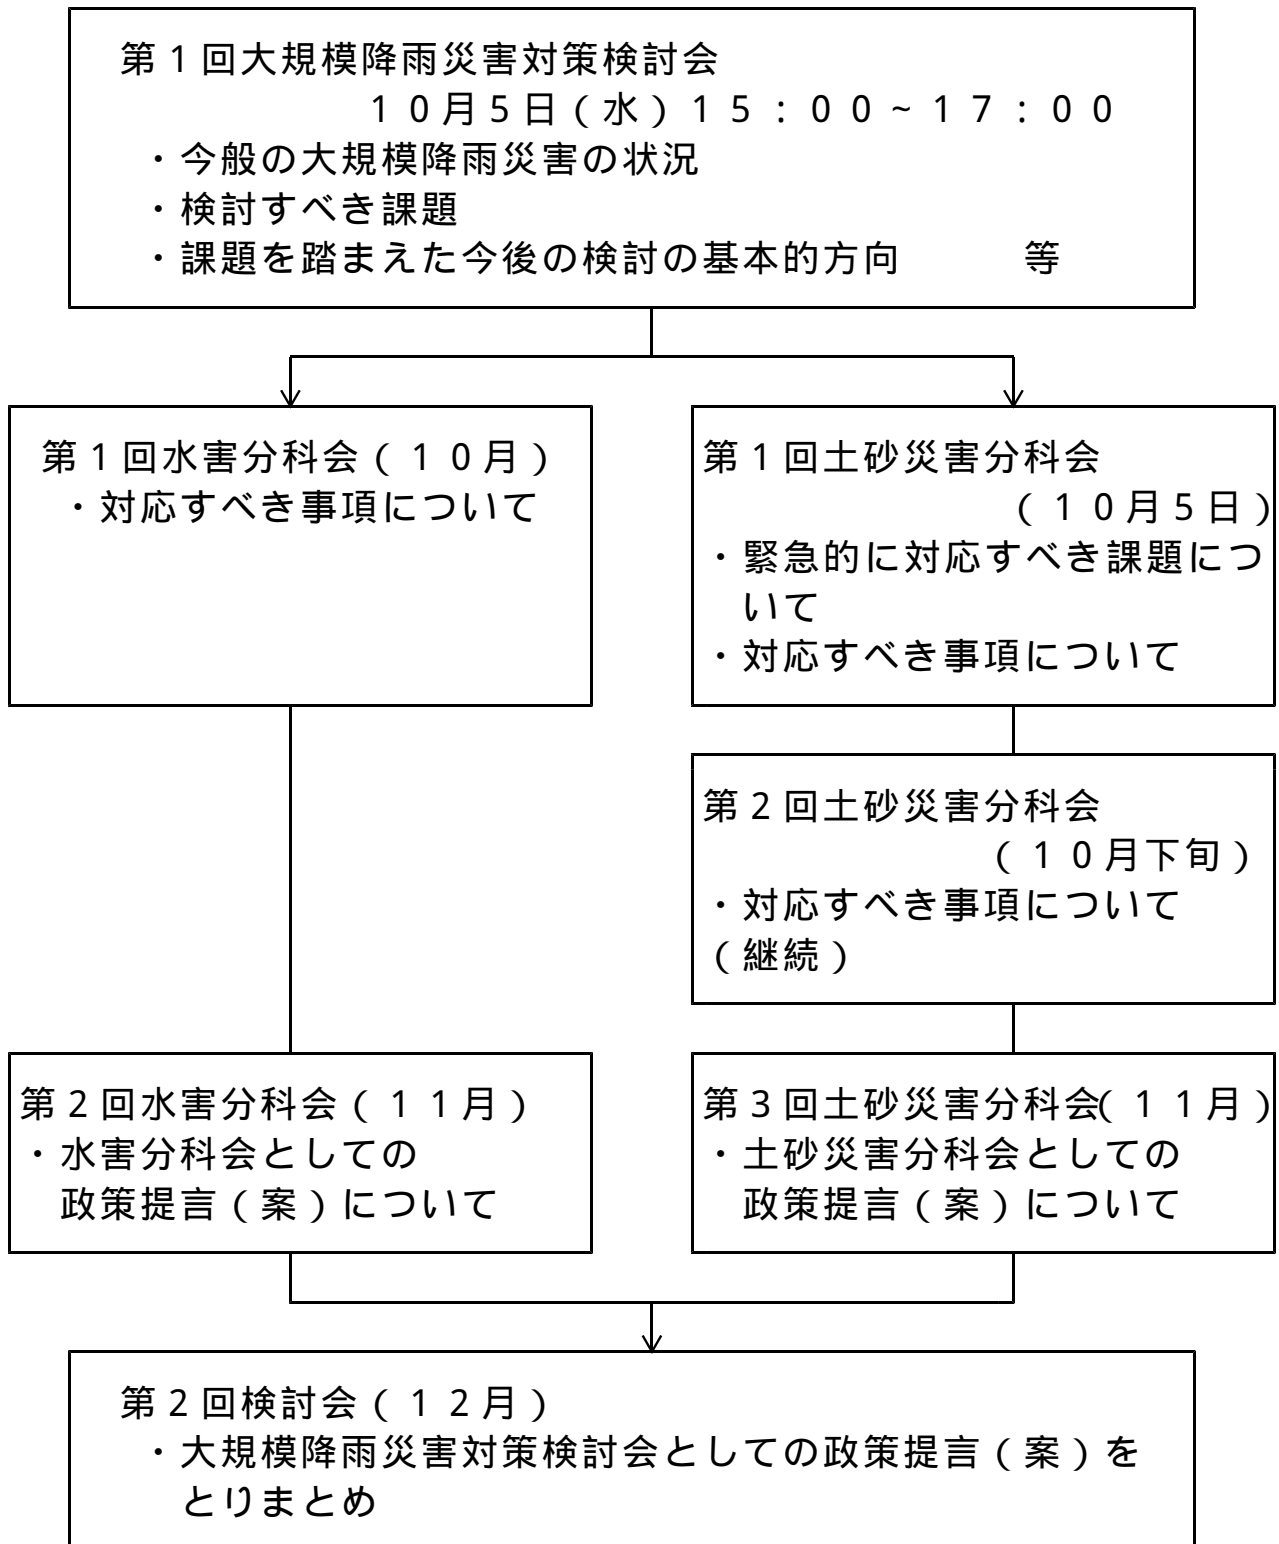 第１回大規模降雨災害対策検討会
１０月５日（水）１５：００~１７：００
・今般の大規模降雨災害の状況
・検討すべき課題
・課題を踏まえた今後の検討の基本的方向　　　等
第１回水害分科会（１０月）
・対応すべき事項について
第１回土砂災害分科会
（１０月５日）
・緊急的に対応すべき課題につ
いて
・対応すべき事項について
第２回土砂災害分科会
（１０月下旬）
・対応すべき事項について
（継続）
第２回水害分科会（１１月）
・水害分科会としての
政策提言（案）について
第３回土砂災害分科会（１１月）
・土砂災害分科会としての
政策提言（案）について
第２回検討会（１２月）
・大規模降雨災害対策検討会としての政策提言（案）を
とりまとめ